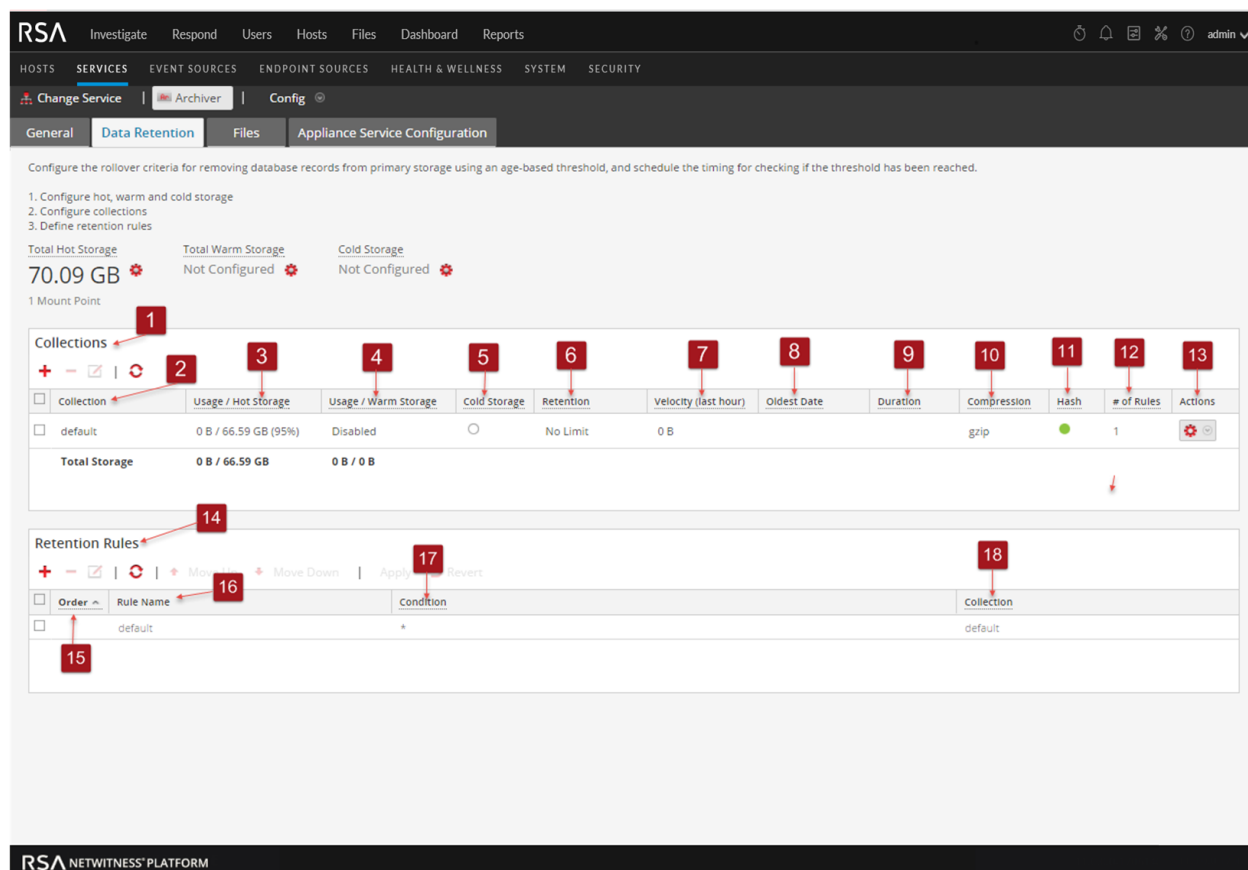 RSA Investigate Respond Users Hosts Files Dashboard Reports admin
HOSTS SERVICES EVENT SOURCES ENDPOINT SOURCES HEALTH & WELLNESS SYSTEM SECURITY
Change Service | Archiver | Config
General Data Retention Files Appliance Service Configuration
Configure the rollover criteria for removing database records from primary storage using an age-based threshold, and schedule the timing for checking if the threshold has been reached.
1. Configure hot, warm and cold storage
2. Configure collections
3. Define retention rules
Total Hot Storage Total Warm Storage Cold Storage
70.09 GB Not Configured Not Configured
1 Mount Point
1
Collections
2 3 4 5 6 7 8 9 10 11 12 13
Collection Usage / Hot Storage Usage / Warm Storage Cold Storage Retention Velocity (last hour) Oldest Date Duration Compression Hash # of Rules Actions
default 0 B / 66.59 GB (95%) Disabled No Limit 0 B gzip 1
Total Storage 0 B / 66.59 GB 0 B / 0 B
14
Retention Rules
17 18
Move Down | Apply Revert
16
Order Rule Name Condition Collection
default * default
15
RSA NETWITNESS® PLATFORM